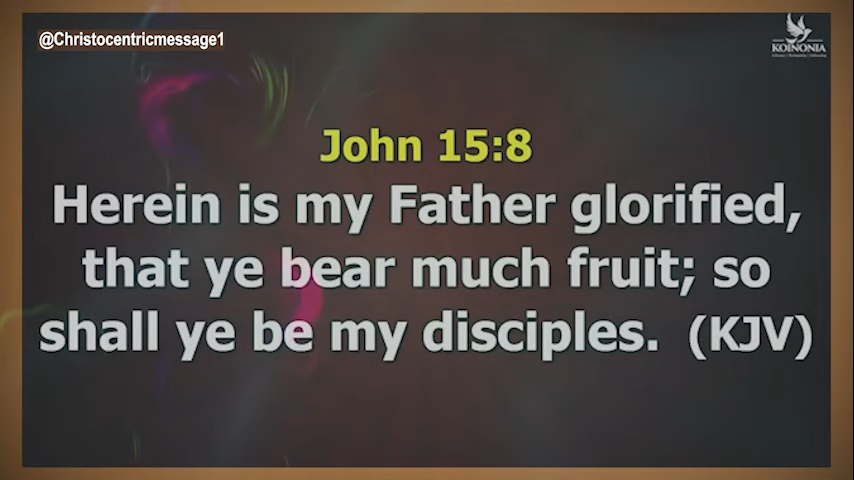 @Christocentricmessage1
KOINONIA
John 15:8
Herein is my Father glorified,
that ye bear much fruit; so
shall ye be my disciples. (KJV)